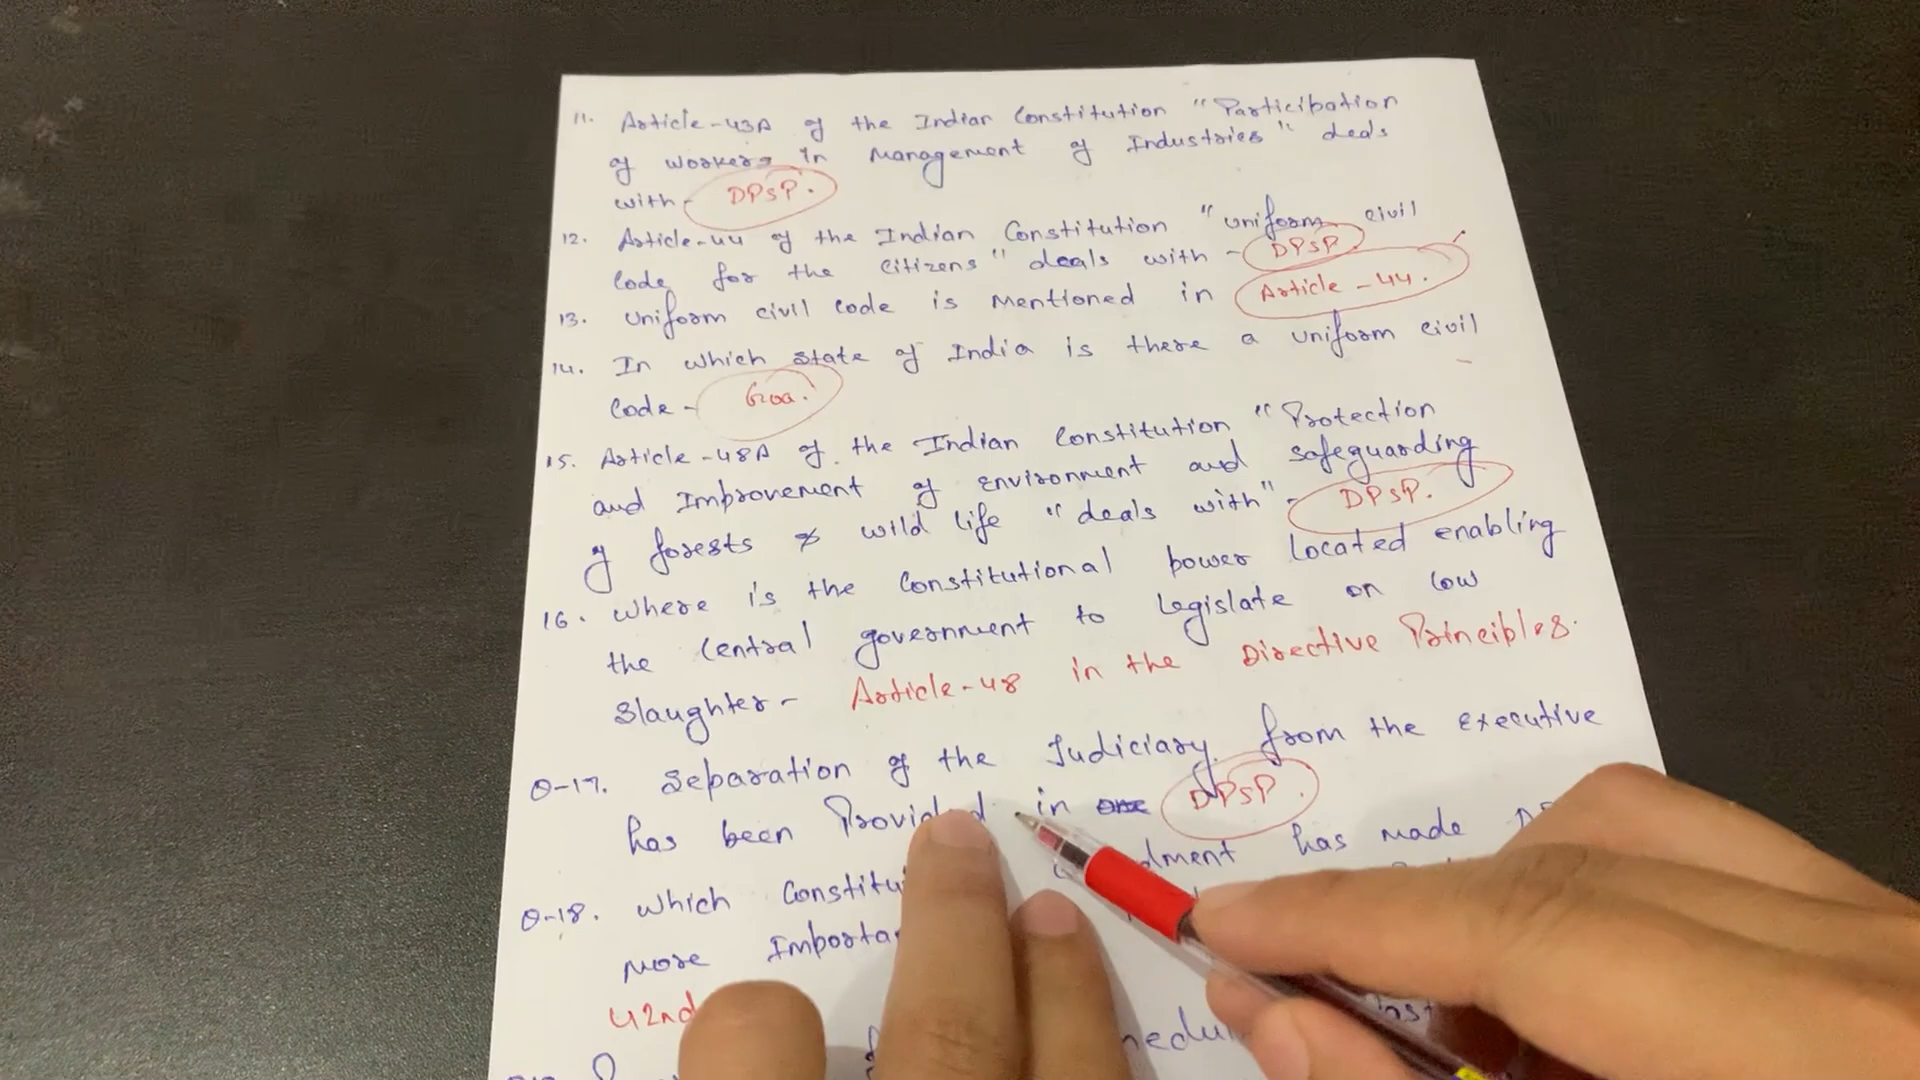 11. Article-43A of the Indian Constitution "Participation
of workers in Management of Industries" deals
with- DPSP.
12. Article-44 of the Indian Constitution "uniform civil
Code for the Citizens" deals with - DPSP
13. uniform civil Code is mentioned in Article-44.
14. In which state of India is there a uniform civil
Code- Goa.
15. Article-48A of the Indian Constitution "Protection
and Improvement of environment and safeguarding
of forests & wild life "deals with"- DPSP.
16. where is the Constitutional power located enabling
the Central government to legislate on Cow
Slaughter- Article-48 in the Directive Principles.
Q-17. Separation of the Judiciary from the executive
has been Provided in DPSP.
Q-18. which has made
more
42nd